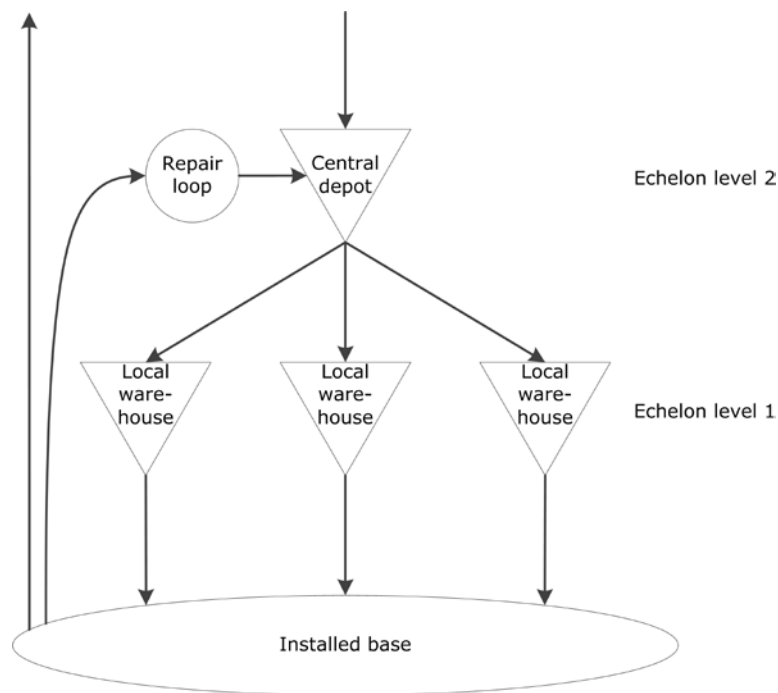 Repair
loop
Central
depot
Echelon level 2
Local
ware-
house
Local
ware-
house
Local
ware-
house
Echelon level 1
Installed base